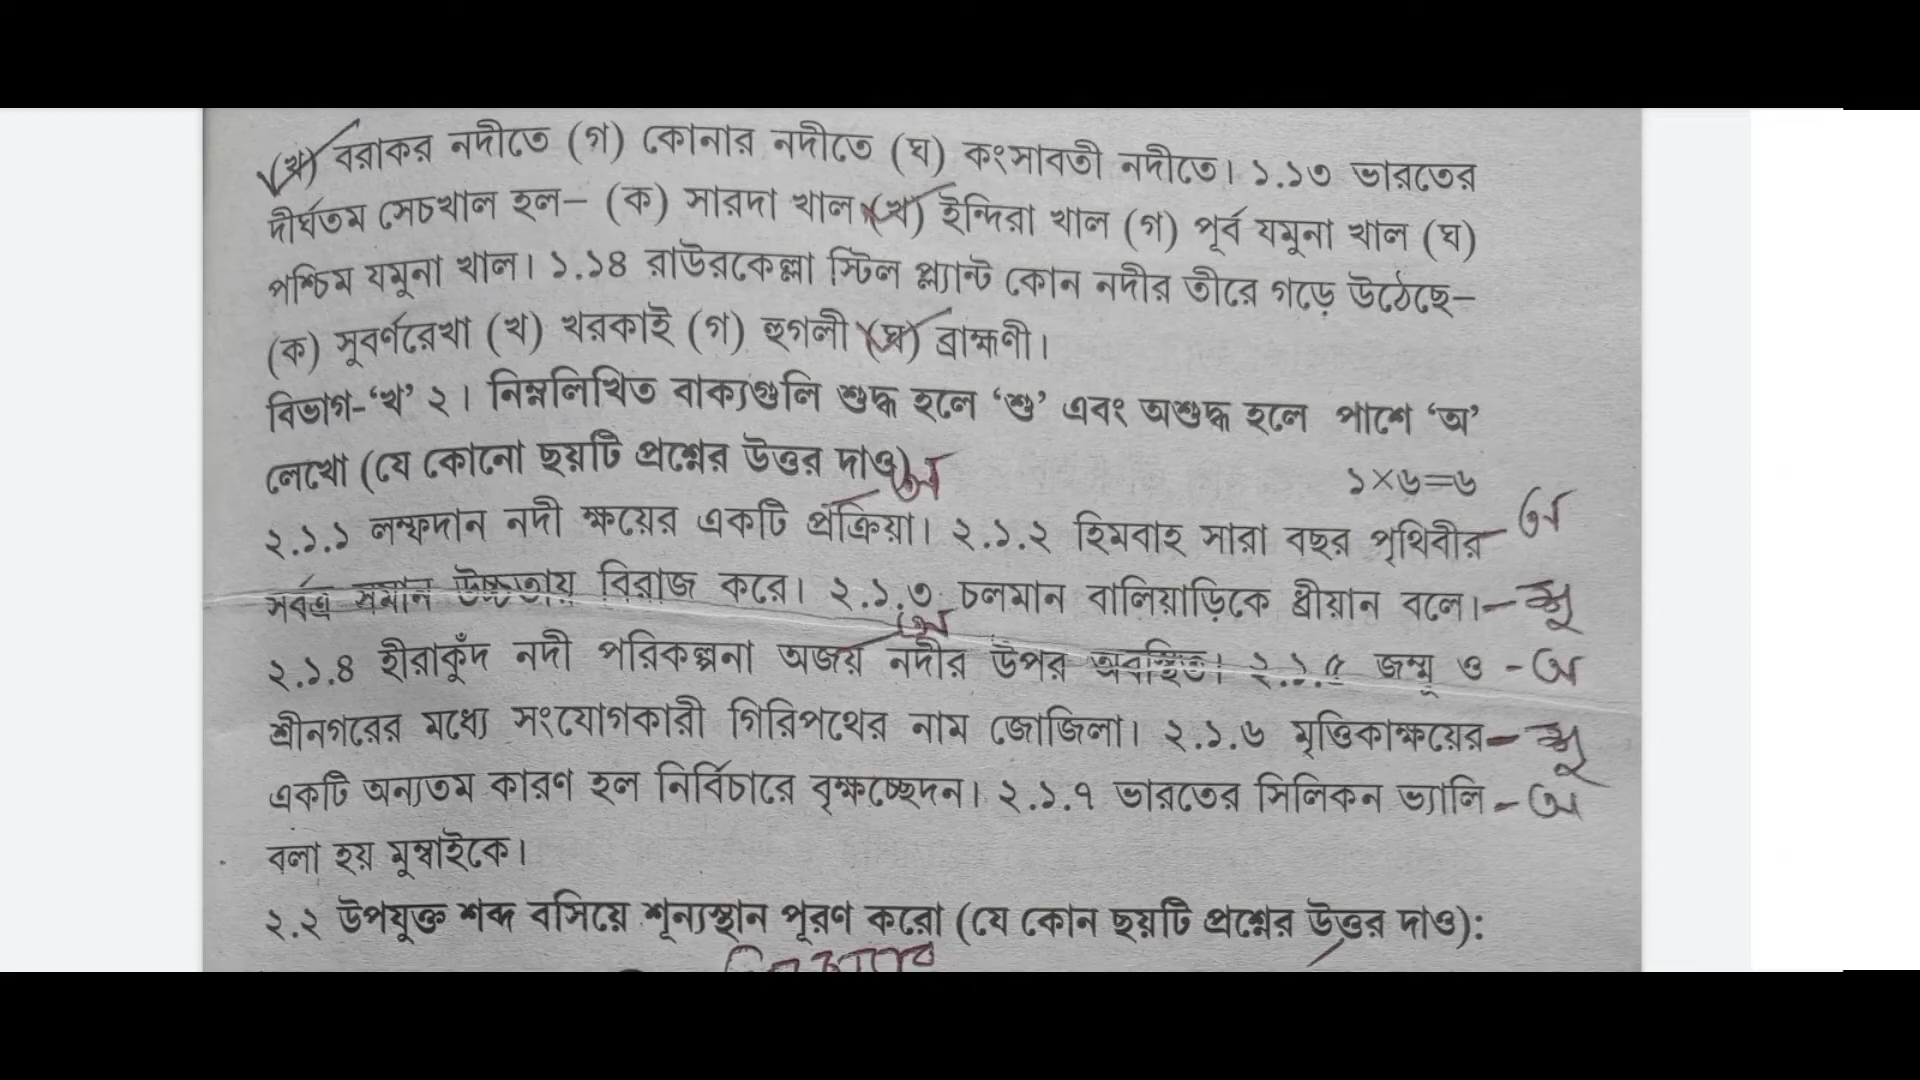 (খ) বরাকর নদীতে (গ) কোনার নদীতে (ঘ) কংসাবতী নদীতে। ১.১৩ ভারতের
দীর্ঘতম সেচখাল হল– (ক) সারদা খাল (খ) ইন্দিরা খাল (গ) পূর্ব যমুনা খাল (ঘ)
পশ্চিম যমুনা খাল। ১.১৪ রাউরকেল্লা স্টিল প্ল্যান্ট কোন নদীর তীরে গড়ে উঠেছে–
(ক) সুবর্ণরেখা (খ) খরকাই (গ) হুগলী (ঘ) ব্রাহ্মণী।
বিভাগ-‘খ’ ২। নিম্নলিখিত বাক্যগুলি শুদ্ধ হলে ‘শু’ এবং অশুদ্ধ হলে পাশে ‘অ’
লেখো (যে কোনো ছয়টি প্রশ্নের উত্তর দাও) অ
১×৬=৬
২.১.১ লম্ফদান নদী ক্ষয়ের একটি প্রক্রিয়া। ২.১.২ হিমবাহ সারা বছর পৃথিবীর – অ
সর্বত্র সমান উচ্চতায় বিরাজ করে। ২.১.৩ চলমান বালিয়াড়িকে ধ্রীয়ান বলে। – শু
অ
২.১.৪ হীরাকুঁদ নদী পরিকল্পনা অজয় নদীর উপর অবস্থিত। ২.১.৫ জম্মু ও - অ
শ্রীনগরের মধ্যে সংযোগকারী গিরিপথের নাম জোজিলা। ২.১.৬ মৃত্তিকাক্ষয়ের – শু
একটি অন্যতম কারণ হল নির্বিচারে বৃক্ষচ্ছেদন। ২.১.৭ ভারতের সিলিকন ভ্যালি – অ
বলা হয় মুম্বাইকে।
২.২ উপযুক্ত শব্দ বসিয়ে শূন্যস্থান পূরণ করো (যে কোন ছয়টি প্রশ্নের উত্তর দাও):